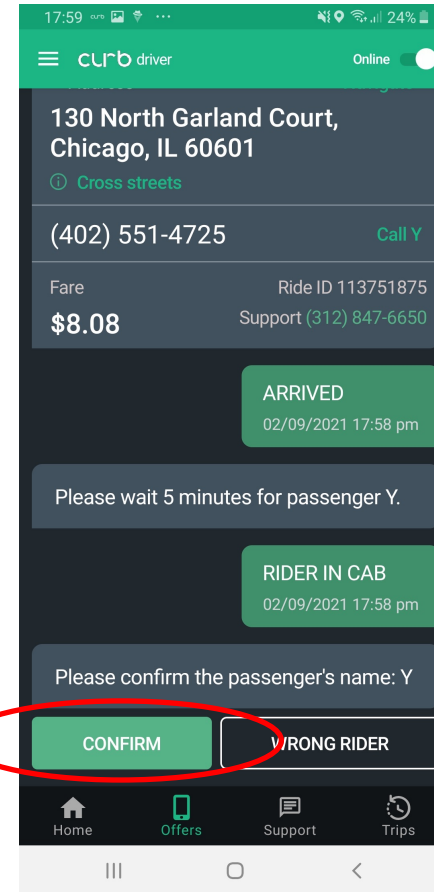 17:59
24%
curb driver
Online
130 North Garland Court,
Chicago, IL 60601
Cross streets
(402) 551-4725 Call Y
Fare Ride ID 113751875
$8.08 Support (312) 847-6650
ARRIVED
02/09/2021 17:58 pm
Please wait 5 minutes for passenger Y.
RIDER IN CAB
02/09/2021 17:58 pm
Please confirm the passenger's name: Y
CONFIRM WRONG RIDER
Home Offers Support Trips